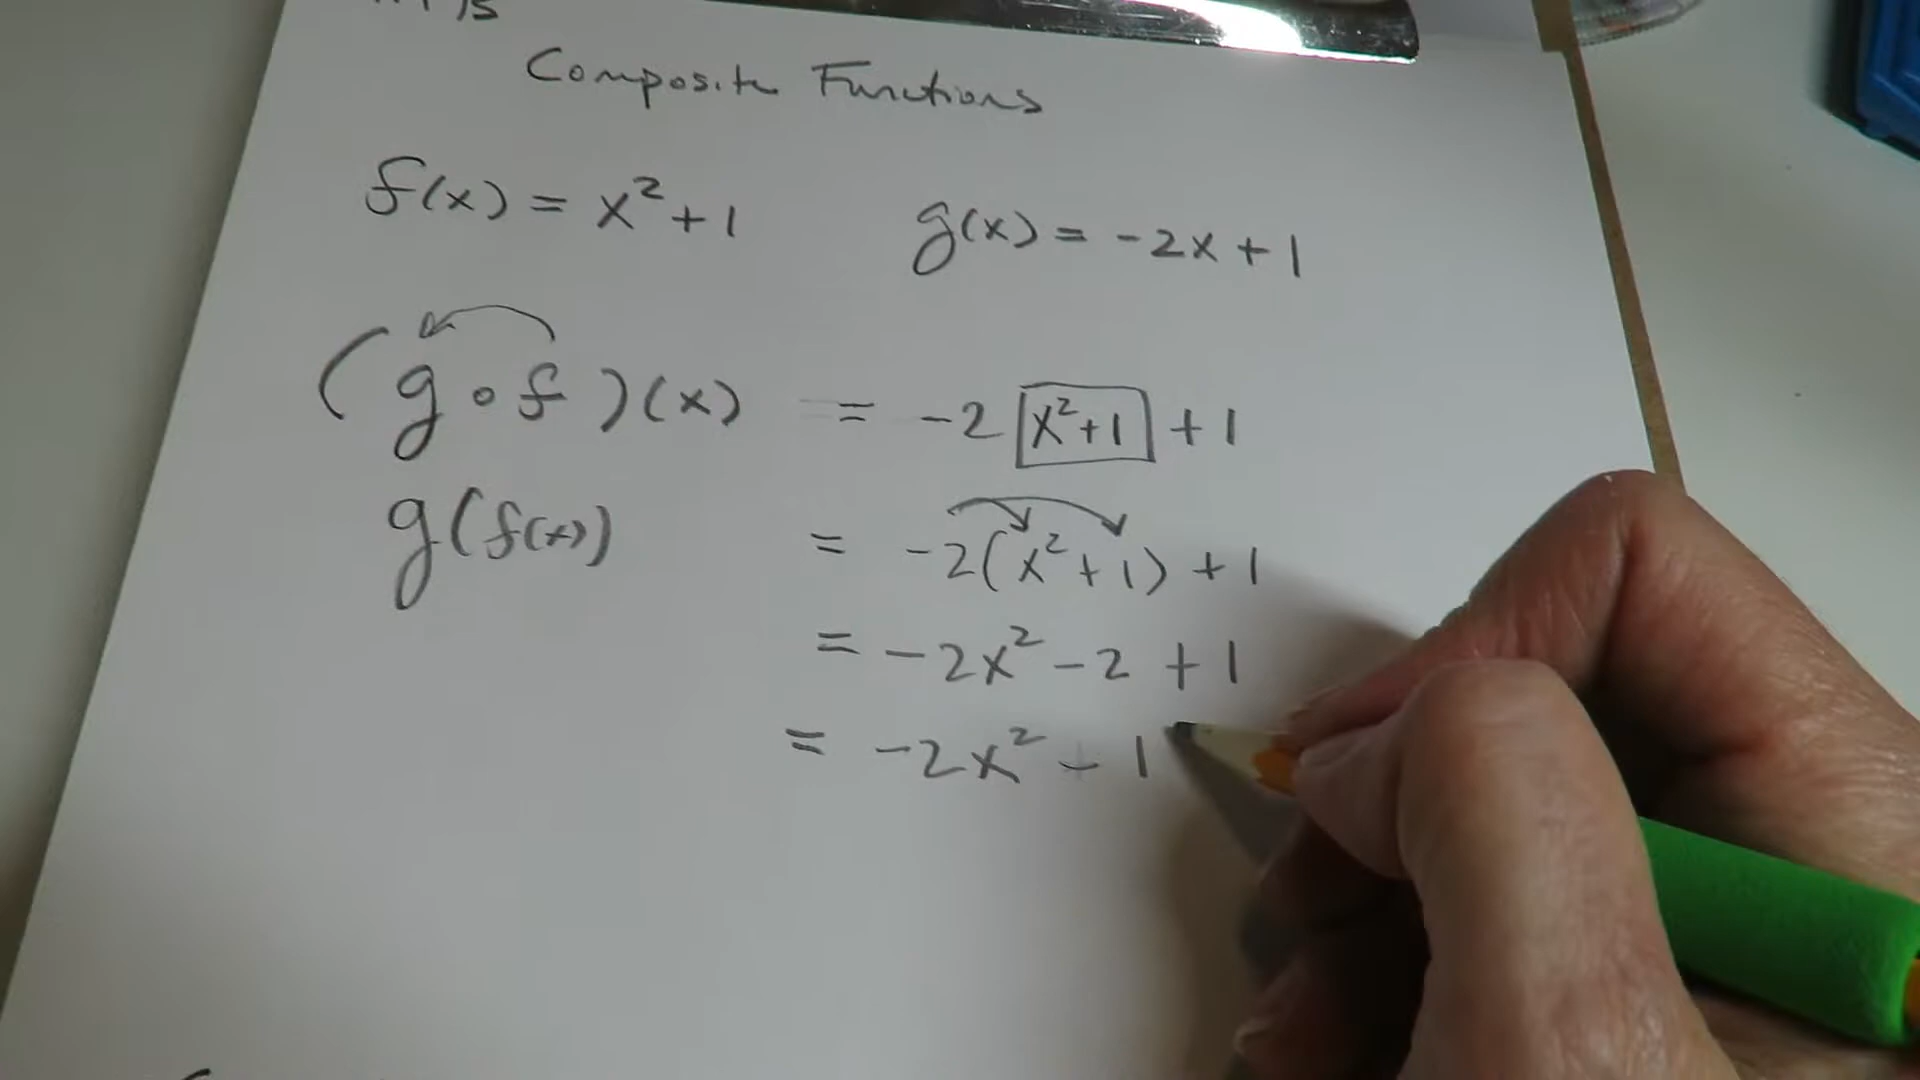 Composite Functions
f(x) = x² + 1 g(x) = -2x + 1
(g ∘ f)(x) = -2 x²+1 + 1
g(f(x)) = -2(x²+1) + 1
= -2x² - 2 + 1
= -2x² - 1